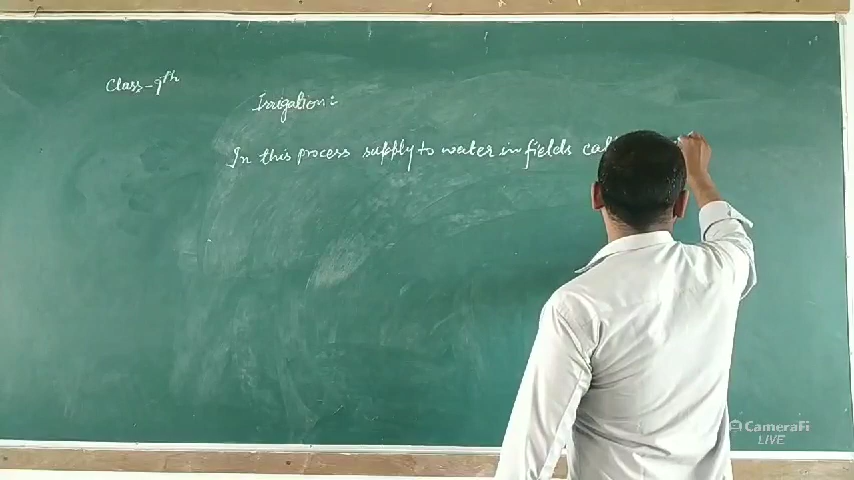 Class-9th
Irrigation:
In this process supply to water in fields
CameraFi
LIVE